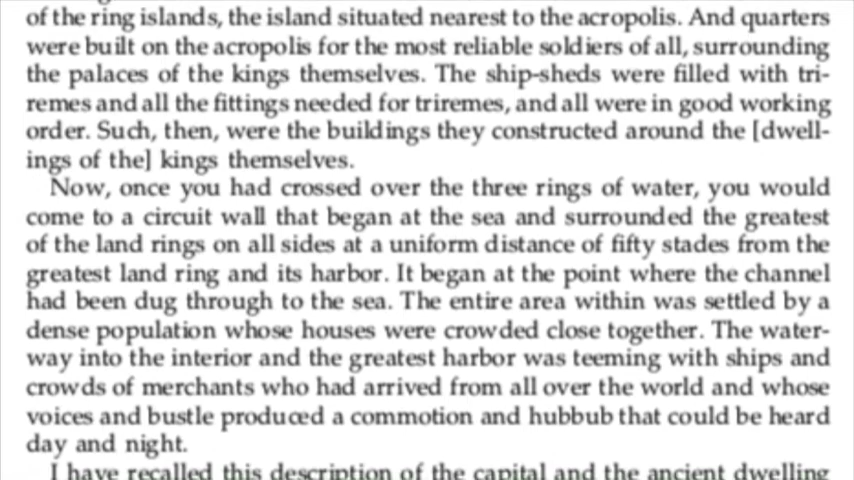 of the ring islands, the island situated nearest to the acropolis. And quarters
were built on the acropolis for the most reliable soldiers of all, surrounding
the palaces of the kings themselves. The ship-sheds were filled with tri-
remes and all the fittings needed for triremes, and all were in good working
order. Such, then, were the buildings they constructed around the [dwell-
ings of the] kings themselves.
Now, once you had crossed over the three rings of water, you would
come to a circuit wall that began at the sea and surrounded the greatest
of the land rings on all sides at a uniform distance of fifty stades from the
greatest land ring and its harbor. It began at the point where the channel
had been dug through to the sea. The entire area within was settled by a
dense population whose houses were crowded close together. The water-
way into the interior and the greatest harbor was teeming with ships and
crowds of merchants who had arrived from all over the world and whose
voices and bustle produced a commotion and hubbub that could be heard
day and night.
I have recalled this description of the capital and the ancient dwelling